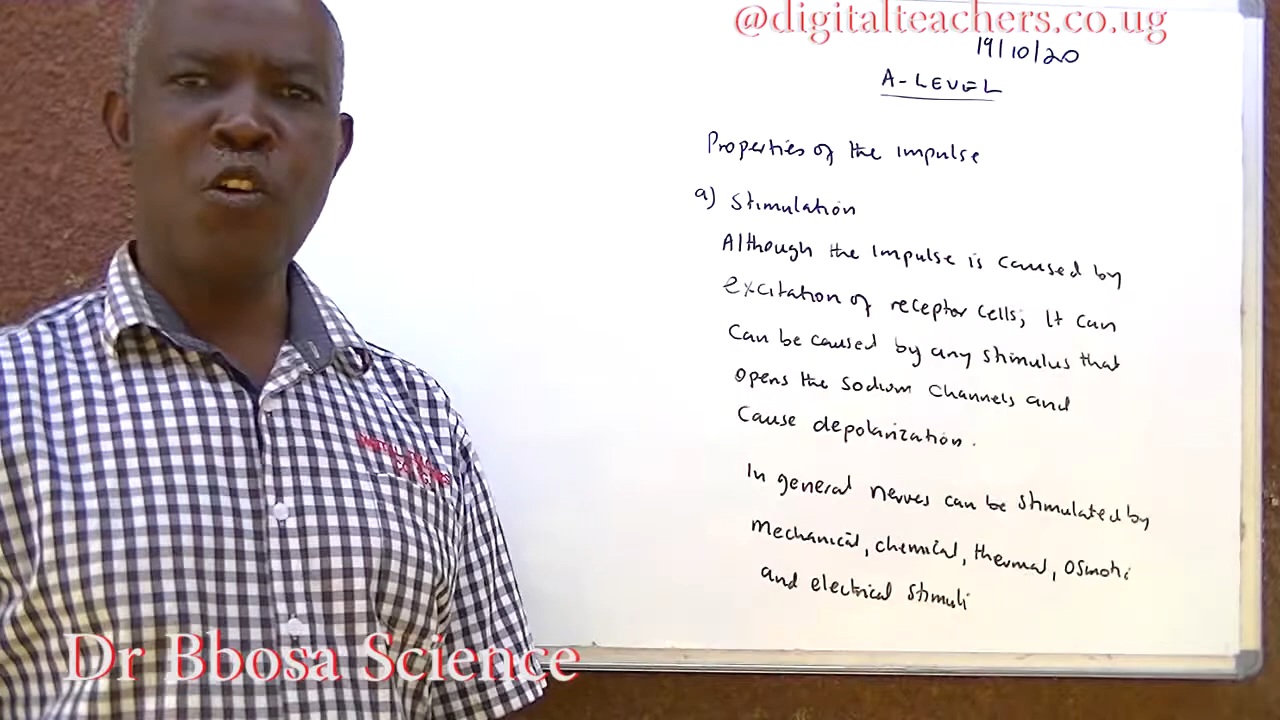 @digitalteachers.co.ug
19/10/20
A-LEVEL
Properties of the impulse
a) Stimulation
Although the impulse is caused by
excitation of receptor cells; It can
Can be caused by any stimulus that
opens the sodium channels and
Cause depolarization.
In general nerves can be stimulated by
Mechanical, chemical, thermal, osmotic
and electrical stimuli
Dr Bbosa Science